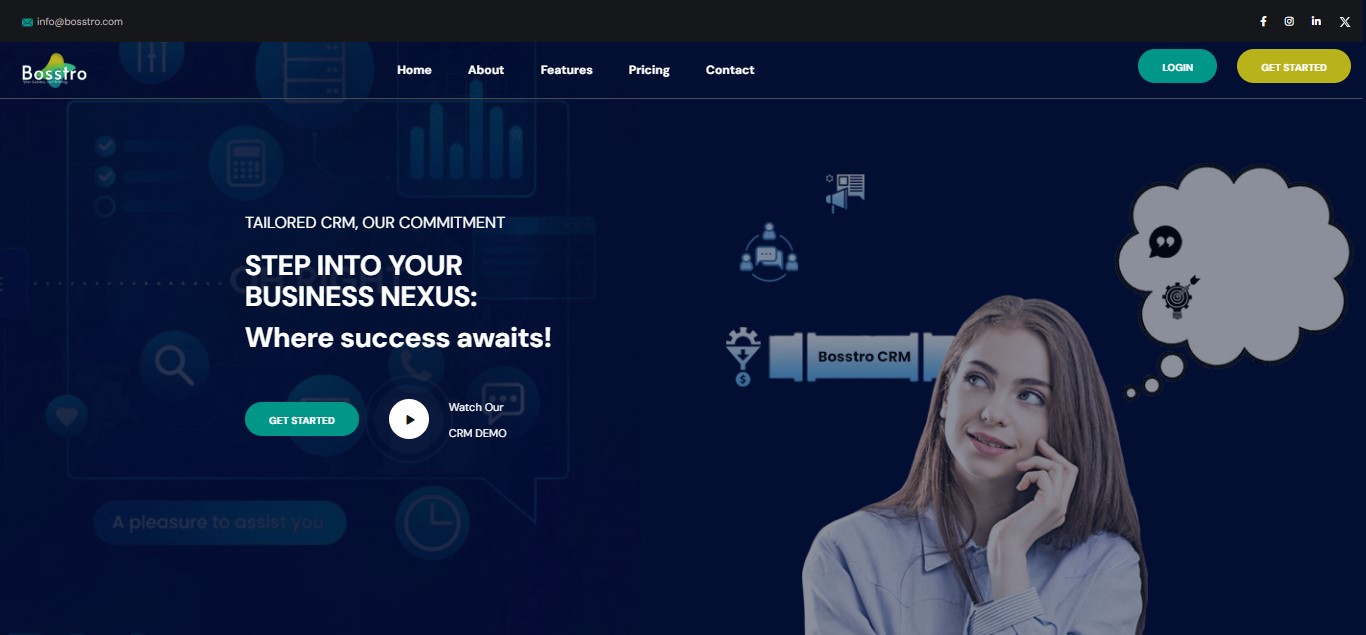 info@bosstro.com
Bosstro
Home About Features Pricing Contact
LOGIN
GET STARTED
TAILORED CRM, OUR COMMITMENT
STEP INTO YOUR
BUSINESS NEXUS:
Where success awaits!
GET STARTED
Watch Our
CRM DEMO
A pleasure to assist you
Bosstro CRM